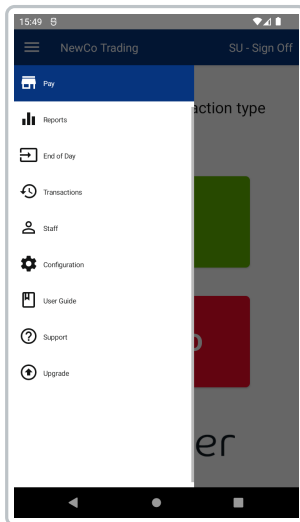 15:49
NewCo Trading
SU - Sign Off
Pay
action type
Reports
End of Day
Transactions
Staff
Configuration
User Guide
Support
Upgrade
er